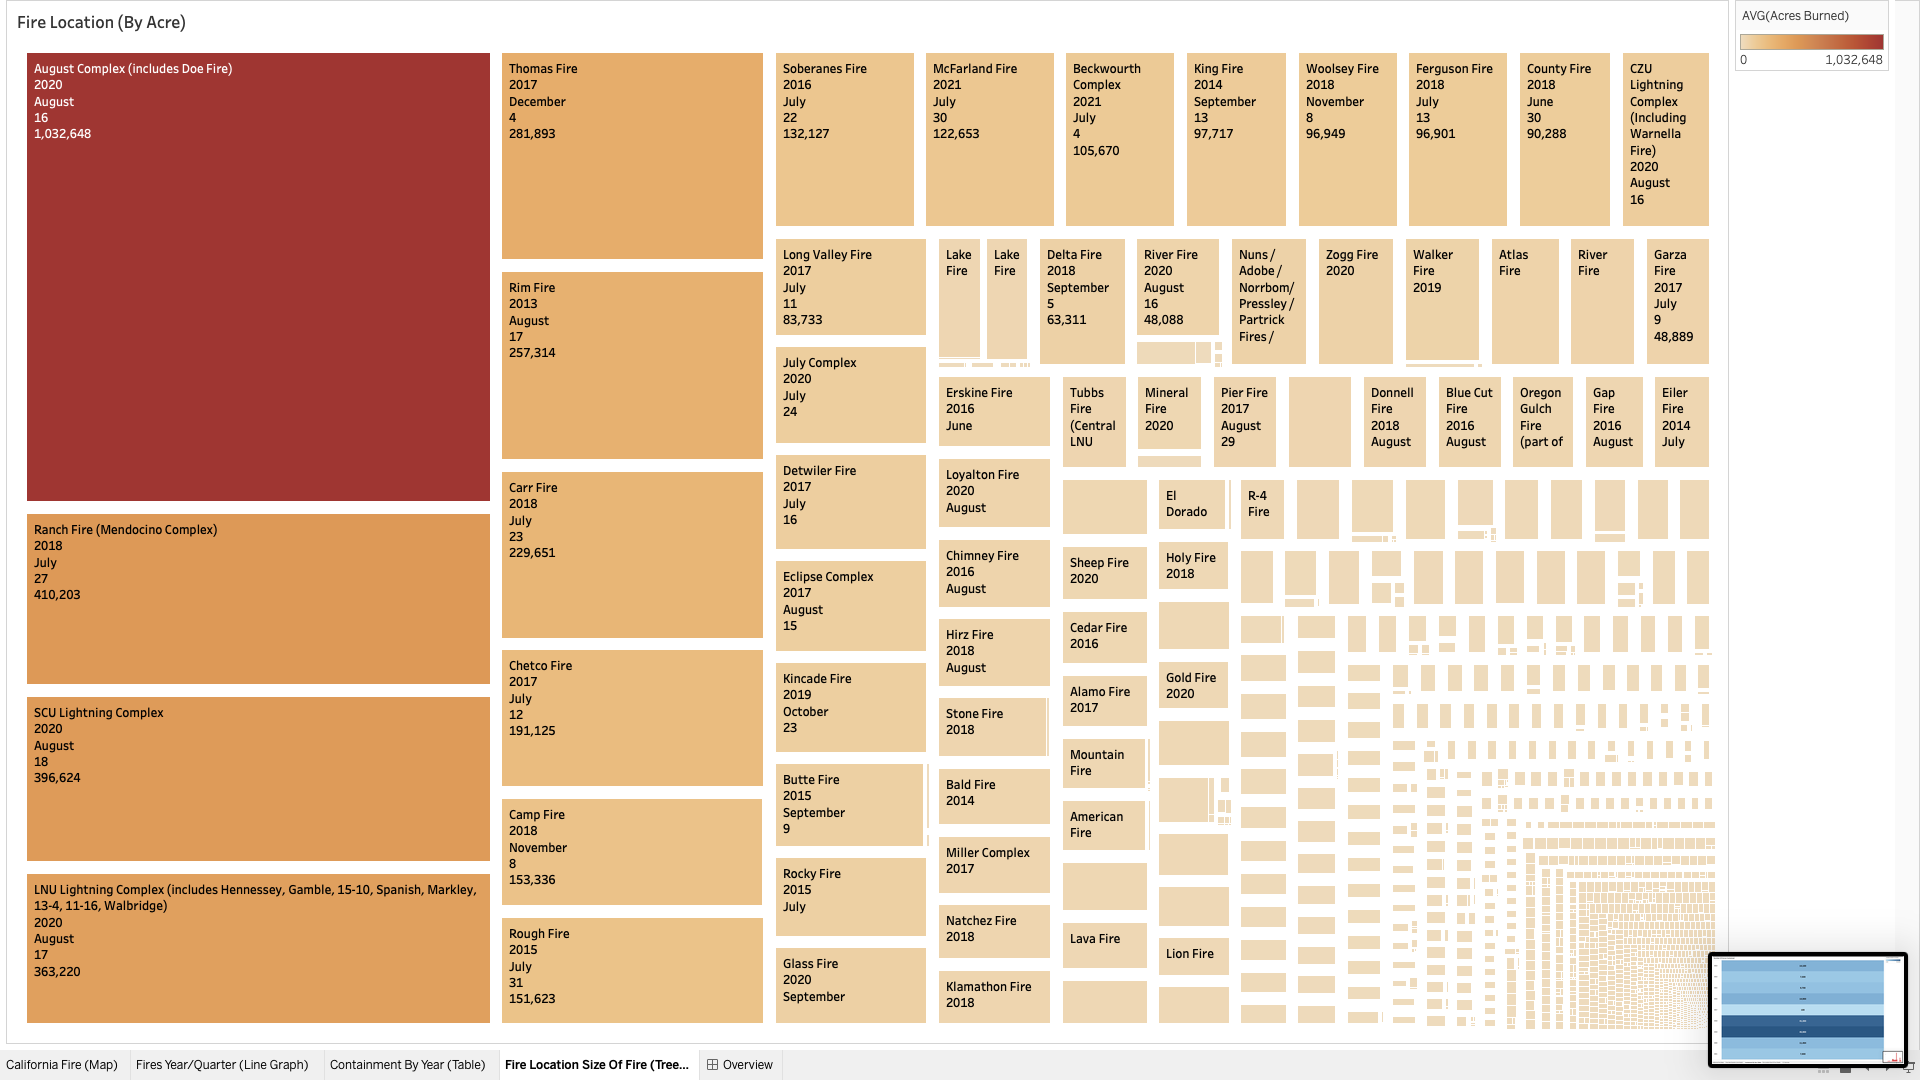 Fire Location (By Acre)
AVG(Acres Burned)
0
1,032,648
August Complex (includes Doe Fire)
2020
August
16
1,032,648
Ranch Fire (Mendocino Complex)
2018
July
27
410,203
SCU Lightning Complex
2020
August
18
396,624
LNU Lightning Complex (includes Hennessey, Gamble, 15-10, Spanish, Markley,
13-4, 11-16, Walbridge)
2020
August
17
363,220
Thomas Fire
2017
December
4
281,893
Rim Fire
2013
August
17
257,314
Carr Fire
2018
July
23
229,651
Chetco Fire
2017
July
12
191,125
Camp Fire
2018
November
8
153,336
Rough Fire
2015
July
31
151,623
Soberanes Fire
2016
July
22
132,127
McFarland Fire
2021
July
30
122,653
Beckwourth
Complex
2021
July
4
105,670
King Fire
2014
September
13
97,717
Woolsey Fire
2018
November
8
96,949
Ferguson Fire
2018
July
13
96,901
County Fire
2018
June
30
90,288
CZU
Lightning
Complex
(Including
Warnella
Fire)
2020
August
16
Long Valley Fire
2017
July
11
83,733
July Complex
2020
July
24
Detwiler Fire
2017
July
16
Eclipse Complex
2017
August
15
Kincade Fire
2019
October
23
Butte Fire
2015
September
9
Rocky Fire
2015
July
Glass Fire
2020
September
Lake
Fire
Lake
Fire
Delta Fire
2018
September
5
63,311
River Fire
2020
August
16
48,088
Nuns /
Adobe /
Norrbom/
Pressley /
Partrick
Fires /
Zogg Fire
2020
Walker
Fire
2019
Atlas
Fire
River
Fire
Garza
Fire
2017
July
9
48,889
Erskine Fire
2016
June
Loyalton Fire
2020
August
Chimney Fire
2016
August
Hirz Fire
2018
August
Stone Fire
2018
Bald Fire
2014
Miller Complex
2017
Natchez Fire
2018
Klamathon Fire
2018
Tubbs
Fire
(Central
LNU
Mineral
Fire
2020
Pier Fire
2017
August
29
Donnell
Fire
2018
August
Blue Cut
Fire
2016
August
Oregon
Gulch
Fire
(part of
Gap
Fire
2016
August
Eiler
Fire
2014
July
Sheep Fire
2020
Cedar Fire
2016
Alamo Fire
2017
Mountain
Fire
American
Fire
Lava Fire
El
Dorado
R-4
Fire
Holy Fire
2018
Gold Fire
2020
Lion Fire
California Fire (Map)
Fires Year/Quarter (Line Graph)
Containment By Year (Table)
Fire Location Size Of Fire (Tree...
Overview